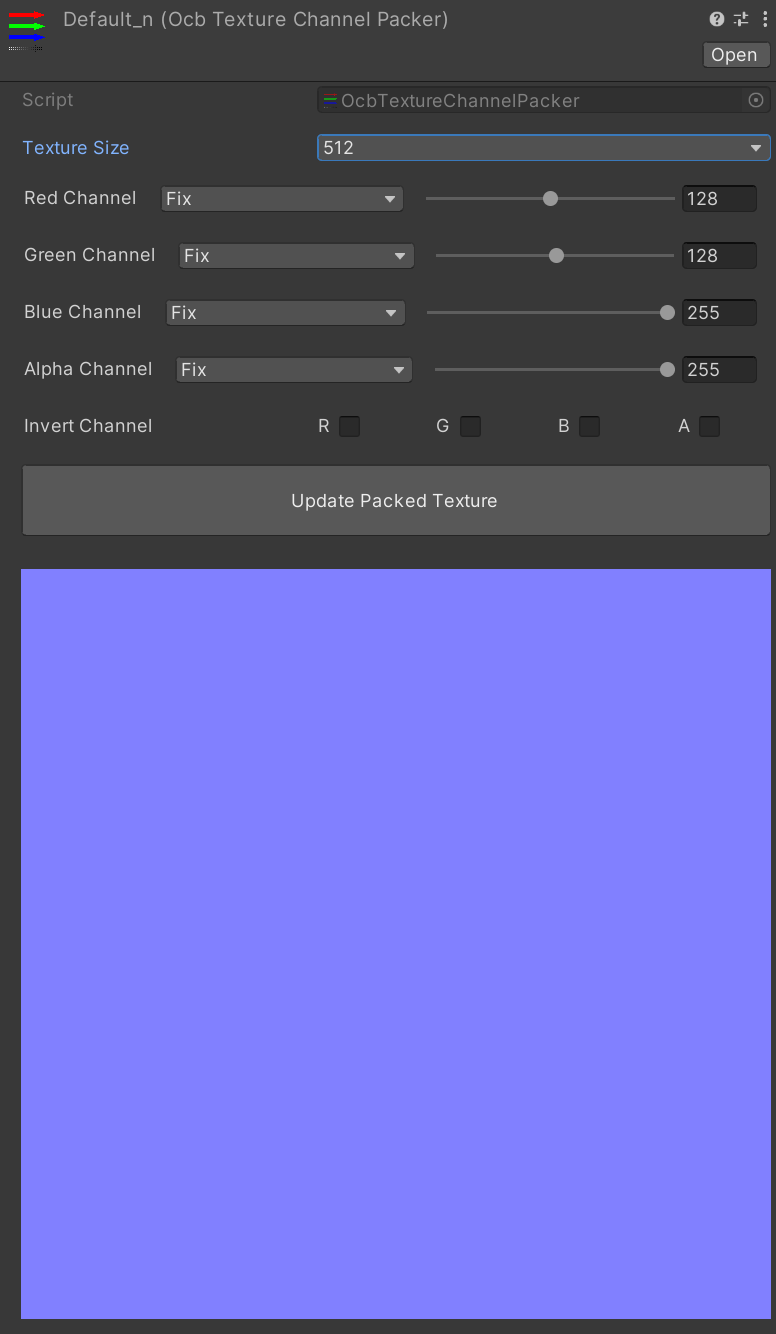 Default_n (Ocb Texture Channel Packer)
Open
Script OcbTextureChannelPacker
Texture Size 512
Red Channel Fix 128
Green Channel Fix 128
Blue Channel Fix 255
Alpha Channel Fix 255
Invert Channel R G B A
Update Packed Texture